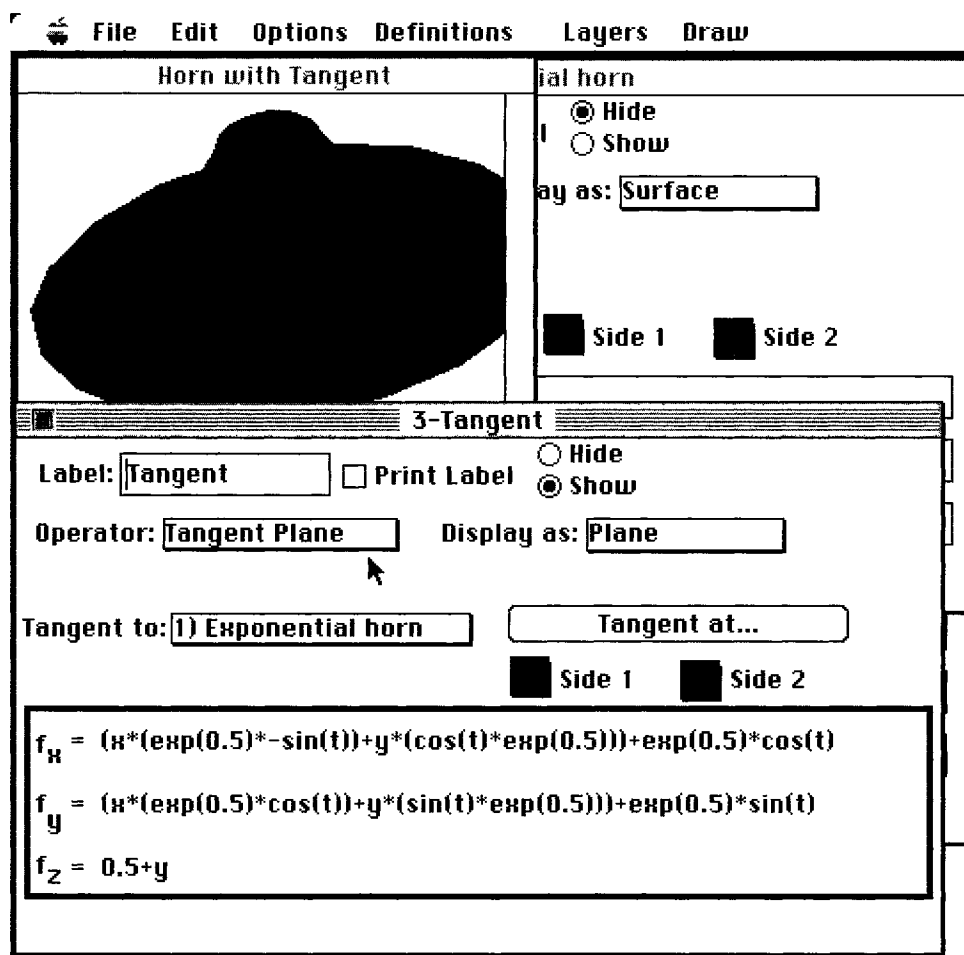 File Edit Options Definitions Layers Draw
Horn with Tangent
ial horn
Hide
Show
ay as: Surface
Side 1 Side 2
3-Tangent
Label: Tangent Print Label
Hide
Show
Operator: Tangent Plane Display as: Plane
Tangent to: 1) Exponential horn Tangent at...
Side 1 Side 2
fx = (x*(exp(0.5)*-sin(t))+y*(cos(t)*exp(0.5)))+exp(0.5)*cos(t)
fy = (x*(exp(0.5)*cos(t))+y*(sin(t)*exp(0.5)))+exp(0.5)*sin(t)
fz = 0.5+y